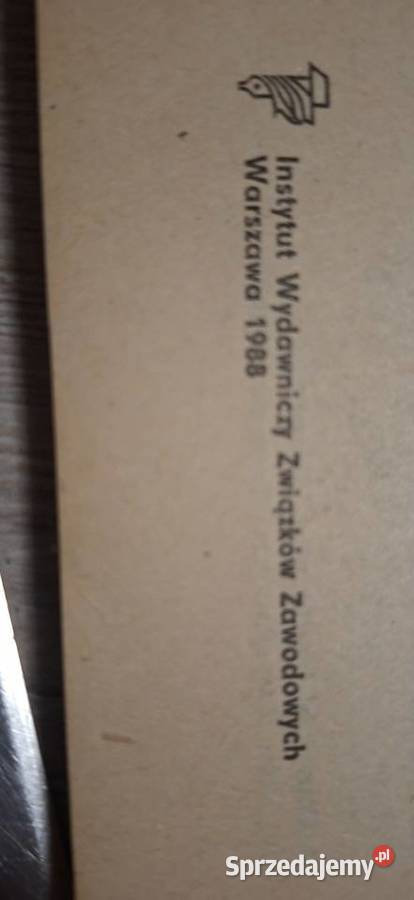 Instytut Wydawniczy Związków Zawodowych
Warszawa 1988
Sprzedajemy.pl